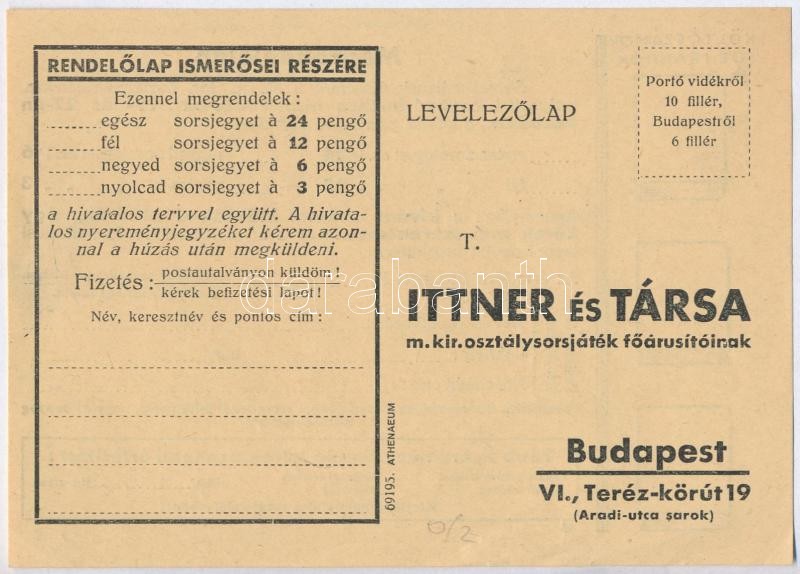 RENDELŐLAP ISMERŐSEI RÉSZÉRE
Ezennel megrendelek:
......egész sorsjegyet à 24 pengő
......fél sorsjegyet à 12 pengő
......negyed sorsjegyet à 6 pengő
......nyolcad sorsjegyet à 3 pengő
a hivatalos tervvel együtt. A hivata-
los nyereményjegyzéket kérem azon-
nal a húzás után megküldeni.
Fizetés: postautalványon küldöm!
kérek befizetési lapot!
Név, keresztnév és pontos cím:
69195. ATHENAEUM
LEVELEZŐLAP
Portó vidékről
10 fillér,
Budapestről
6 fillér
T.
ITTNER ÉS TÁRSA
m. kir. osztálysorsjáték főárusítóinak
Budapest
VI., Teréz-körút 19
(Aradi-utca sarok)
0/2
darabanth